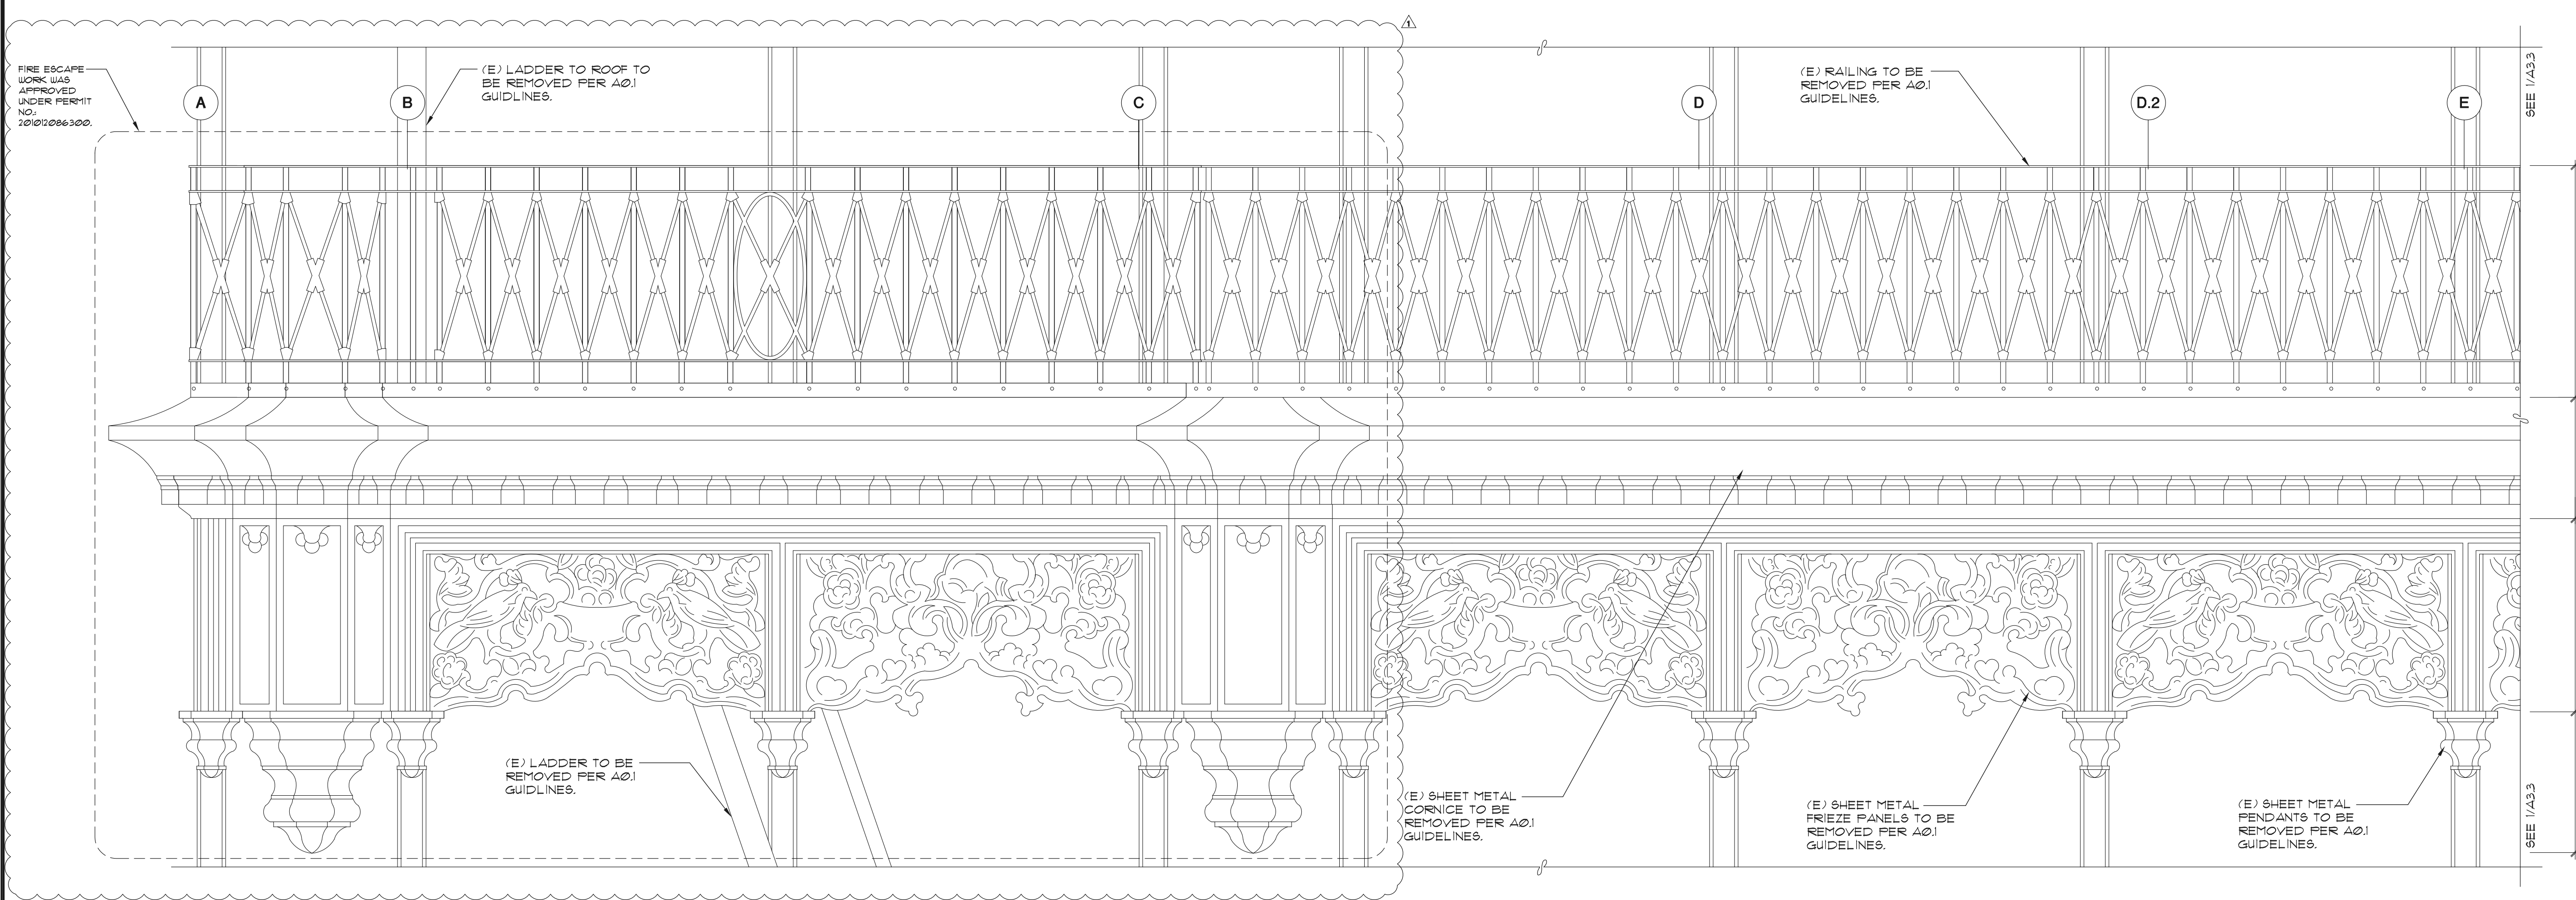 1
FIRE ESCAPE
WORK WAS
APPROVED
UNDER PERMIT
NO.:
201012086300.
(E) LADDER TO ROOF TO
BE REMOVED PER A0.1
GUIDLINES.
(E) RAILING TO BE
REMOVED PER A0.1
GUIDELINES.
SEE 1/A3.3
A
B
C
D
D.2
E
(E) LADDER TO BE
REMOVED PER A0.1
GUIDLINES.
(E) SHEET METAL
CORNICE TO BE
REMOVED PER A0.1
GUIDELINES.
(E) SHEET METAL
FRIEZE PANELS TO BE
REMOVED PER A0.1
GUIDELINES.
(E) SHEET METAL
PENDANTS TO BE
REMOVED PER A0.1
GUIDELINES.
SEE 1/A3.3